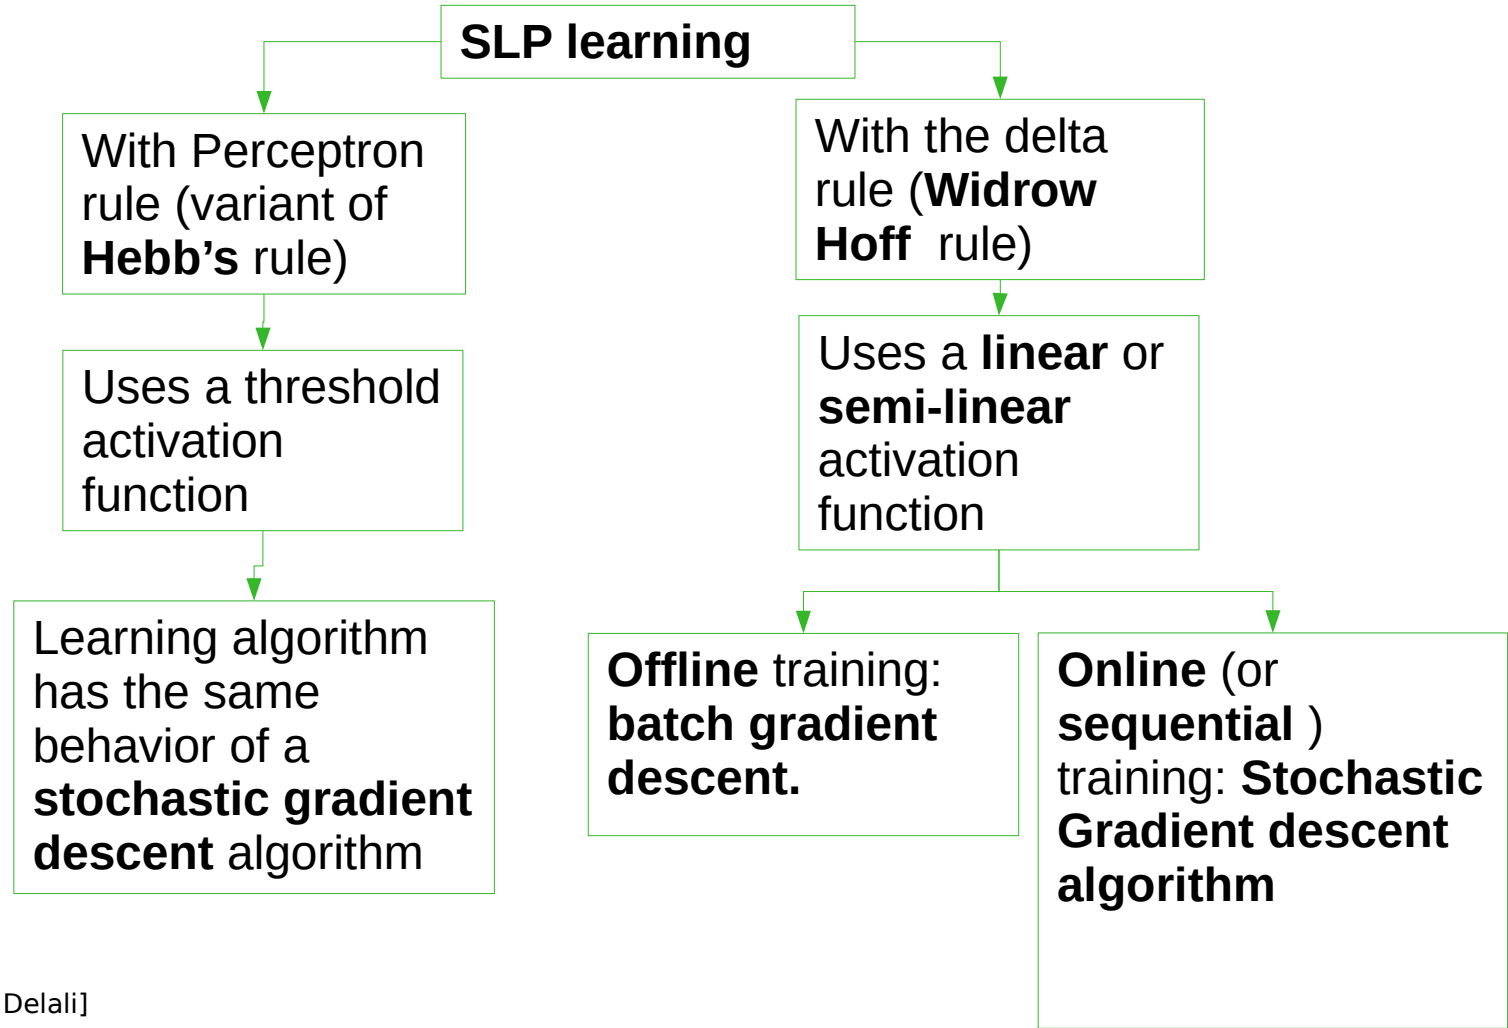 SLP learning
With Perceptron
rule (variant of
Hebb’s rule)
Uses a threshold
activation
function
Learning algorithm
has the same
behavior of a
stochastic gradient
descent algorithm
With the delta
rule (Widrow
Hoff  rule)
Uses a linear or
semi-linear
activation
function
Offline training:
batch gradient
descent.
Online (or
sequential )
training: Stochastic
Gradient descent
algorithm
Delali]